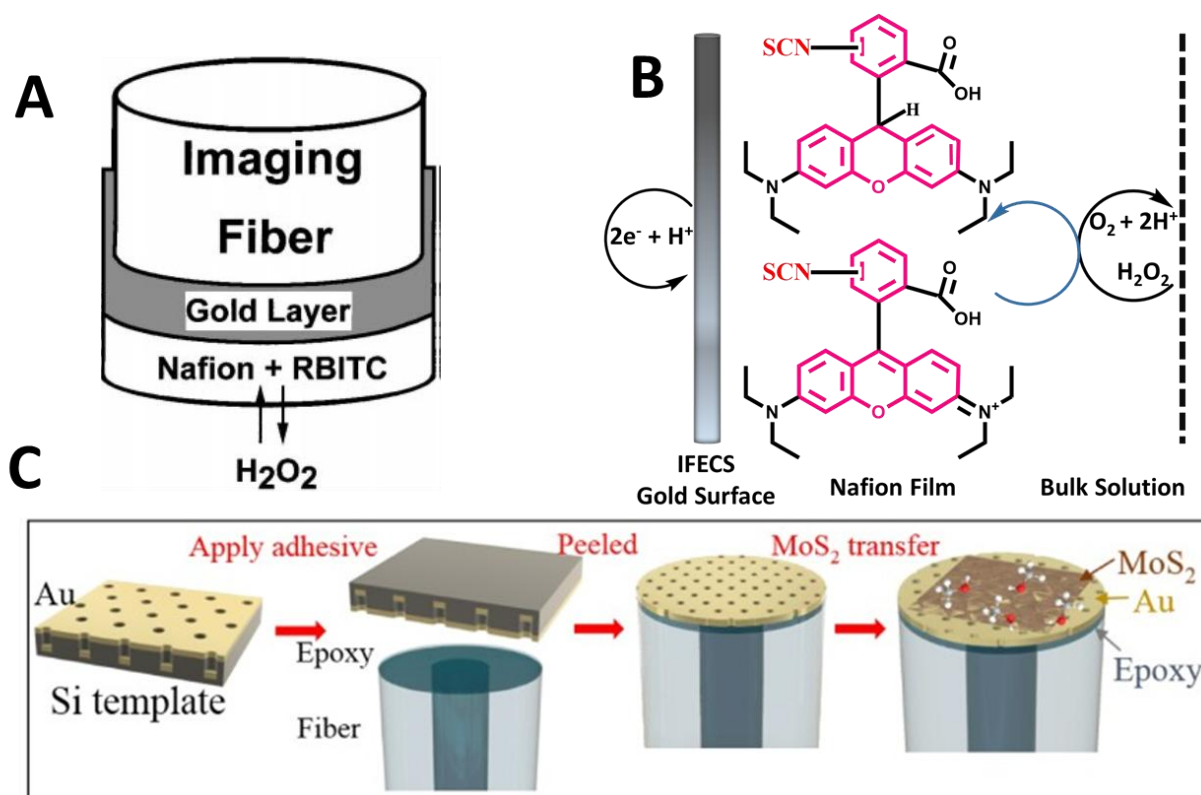 A
Imaging
Fiber
Gold Layer
Nafion + RBITC
H2O2
B
SCN
O
OH
H
N
O
N
2e- + H+
O2 + 2H+
H2O2
SCN
O
OH
N
O
N+
IFECS
Gold Surface
Nafion Film
Bulk Solution
C
Apply adhesive
Peeled
MoS2 transfer
Au
Si template
Epoxy
Fiber
MoS2
Au
Epoxy